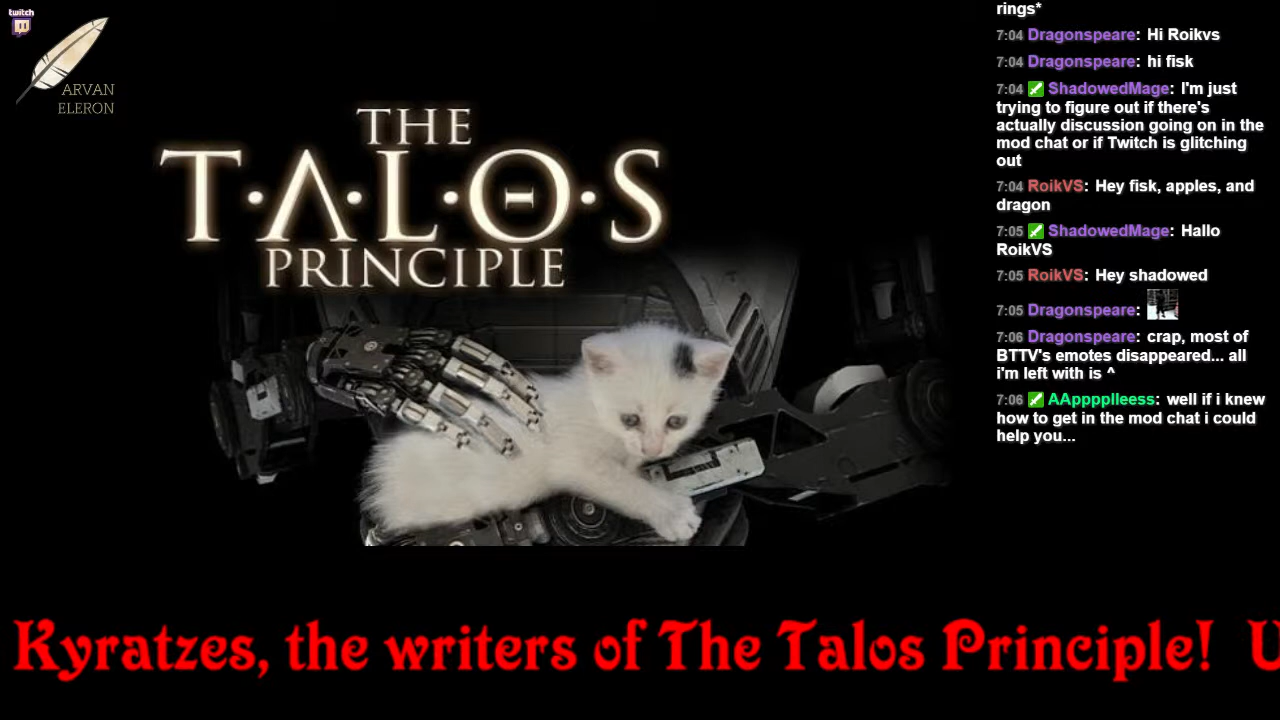 twitch
ARVAN
ELERON
THE
T·A·L·O·S
PRINCIPLE
rings*
7:04 Dragonspeare: Hi Roikvs
7:04 Dragonspeare: hi fisk
7:04 ShadowedMage: I'm just
trying to figure out if there's
actually discussion going on in the
mod chat or if Twitch is glitching
out
7:04 RoikVS: Hey fisk, apples, and
dragon
7:05 ShadowedMage: Hallo
RoikVS
7:05 RoikVS: Hey shadowed
7:05 Dragonspeare:
7:06 Dragonspeare: crap, most of
BTTV's emotes disappeared... all
i'm left with is ^
7:06 AApppplleess: well if i knew
how to get in the mod chat i could
help you...
Kyratzes, the writers of The Talos Principle! U